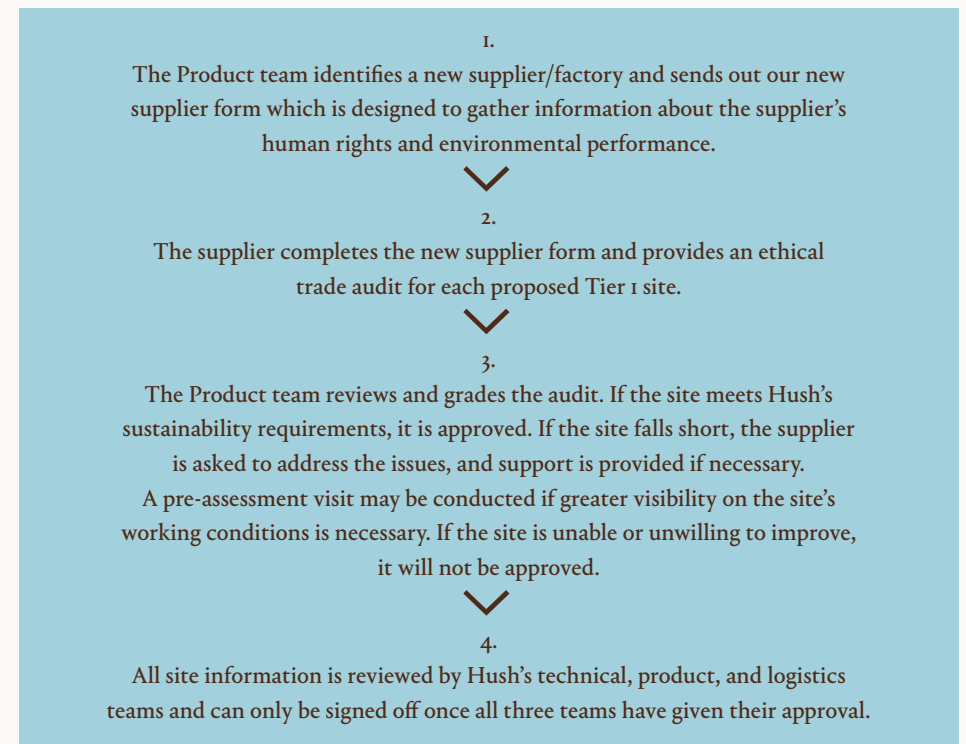 1.
The Product team identifies a new supplier/factory and sends out our new
supplier form which is designed to gather information about the supplier’s
human rights and environmental performance.
2.
The supplier completes the new supplier form and provides an ethical
trade audit for each proposed Tier 1 site.
3.
The Product team reviews and grades the audit. If the site meets Hush’s
sustainability requirements, it is approved. If the site falls short, the supplier
is asked to address the issues, and support is provided if necessary.
A pre-assessment visit may be conducted if greater visibility on the site’s
working conditions is necessary. If the site is unable or unwilling to improve,
it will not be approved.
4.
All site information is reviewed by Hush’s technical, product, and logistics
teams and can only be signed off once all three teams have given their approval.